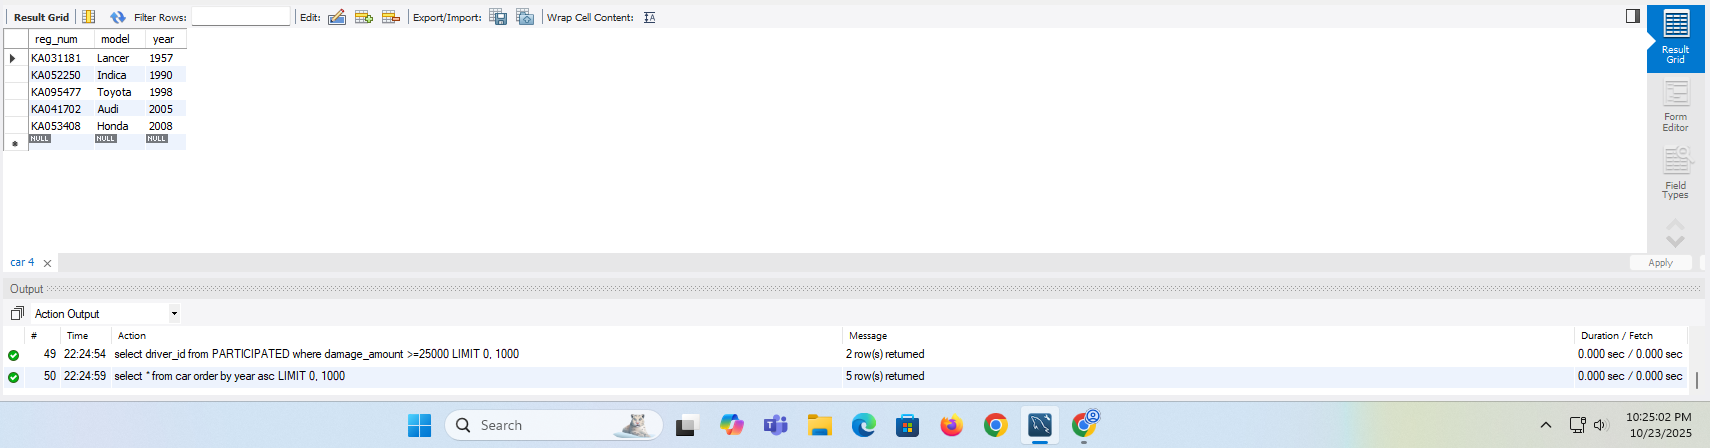 Result Grid Filter Rows: Edit: Export/Import: Wrap Cell Content:
reg_num model year
KA031181 Lancer 1957
KA052250 Indica 1990
KA095477 Toyota 1998
KA041702 Audi 2005
KA053408 Honda 2008
NULL NULL NULL
Result
Grid
Form
Editor
Field
Types
car 4
Apply
Output
Action Output
# Time Action Message Duration / Fetch
49 22:24:54 select driver_id from PARTICIPATED where damage_amount >=25000 LIMIT 0, 1000 2 row(s) returned 0.000 sec / 0.000 sec
50 22:24:59 select * from car order by year asc LIMIT 0, 1000 5 row(s) returned 0.000 sec / 0.000 sec
Search
10:25:02 PM
10/23/2025